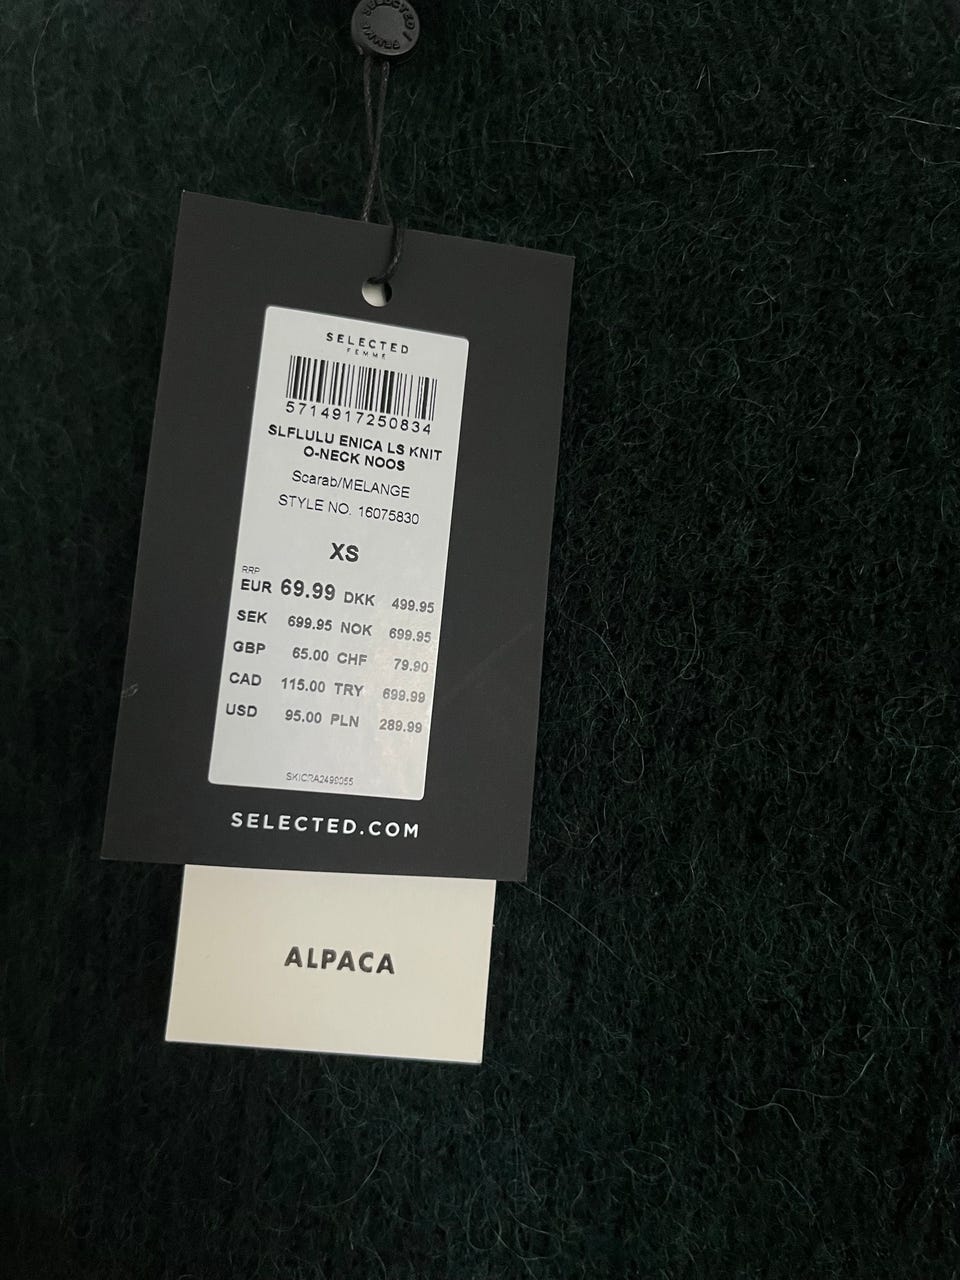 SELECTED
FEMME
SELECTED
FEMME
5714917250834
SLFLULU ENICA LS KNIT
O-NECK NOOS
Scarab/MELANGE
STYLE NO. 16075830
XS
RRP
EUR 69.99 DKK 499.95
SEK 699.95 NOK 699.95
GBP 65.00 CHF 79.90
CAD 115.00 TRY 699.99
USD 95.00 PLN 289.99
SELECTED.COM
ALPACA